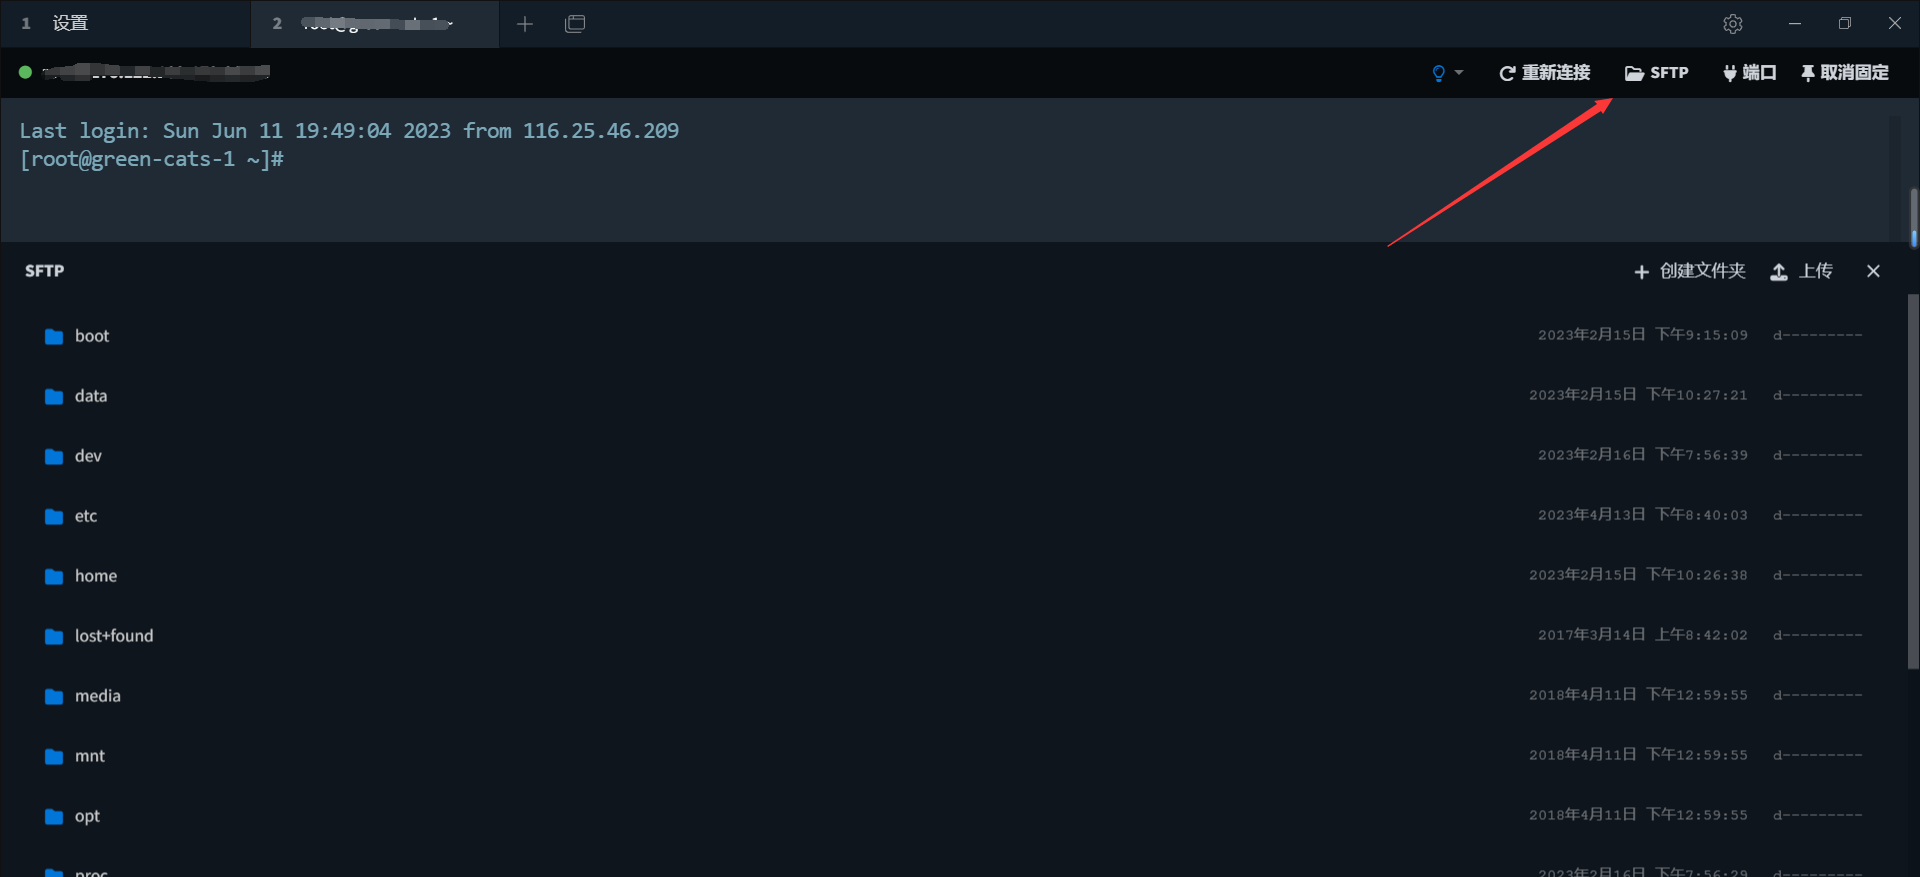 1 设置
2
重新连接 SFTP 端口 取消固定
Last login: Sun Jun 11 19:49:04 2023 from 116.25.46.209
[root@green-cats-1 ~]#
SFTP 创建文件夹 上传
boot 2023年2月15日 下午9:15:09 d---------
data 2023年2月15日 下午10:27:21 d---------
dev 2023年2月16日 下午7:56:39 d---------
etc 2023年4月13日 下午8:40:03 d---------
home 2023年2月15日 下午10:26:38 d---------
lost+found 2017年3月14日 上午8:42:02 d---------
media 2018年4月11日 下午12:59:55 d---------
mnt 2018年4月11日 下午12:59:55 d---------
opt 2018年4月11日 下午12:59:55 d---------
proc 2023年2月16日 下午7:56:29 d---------